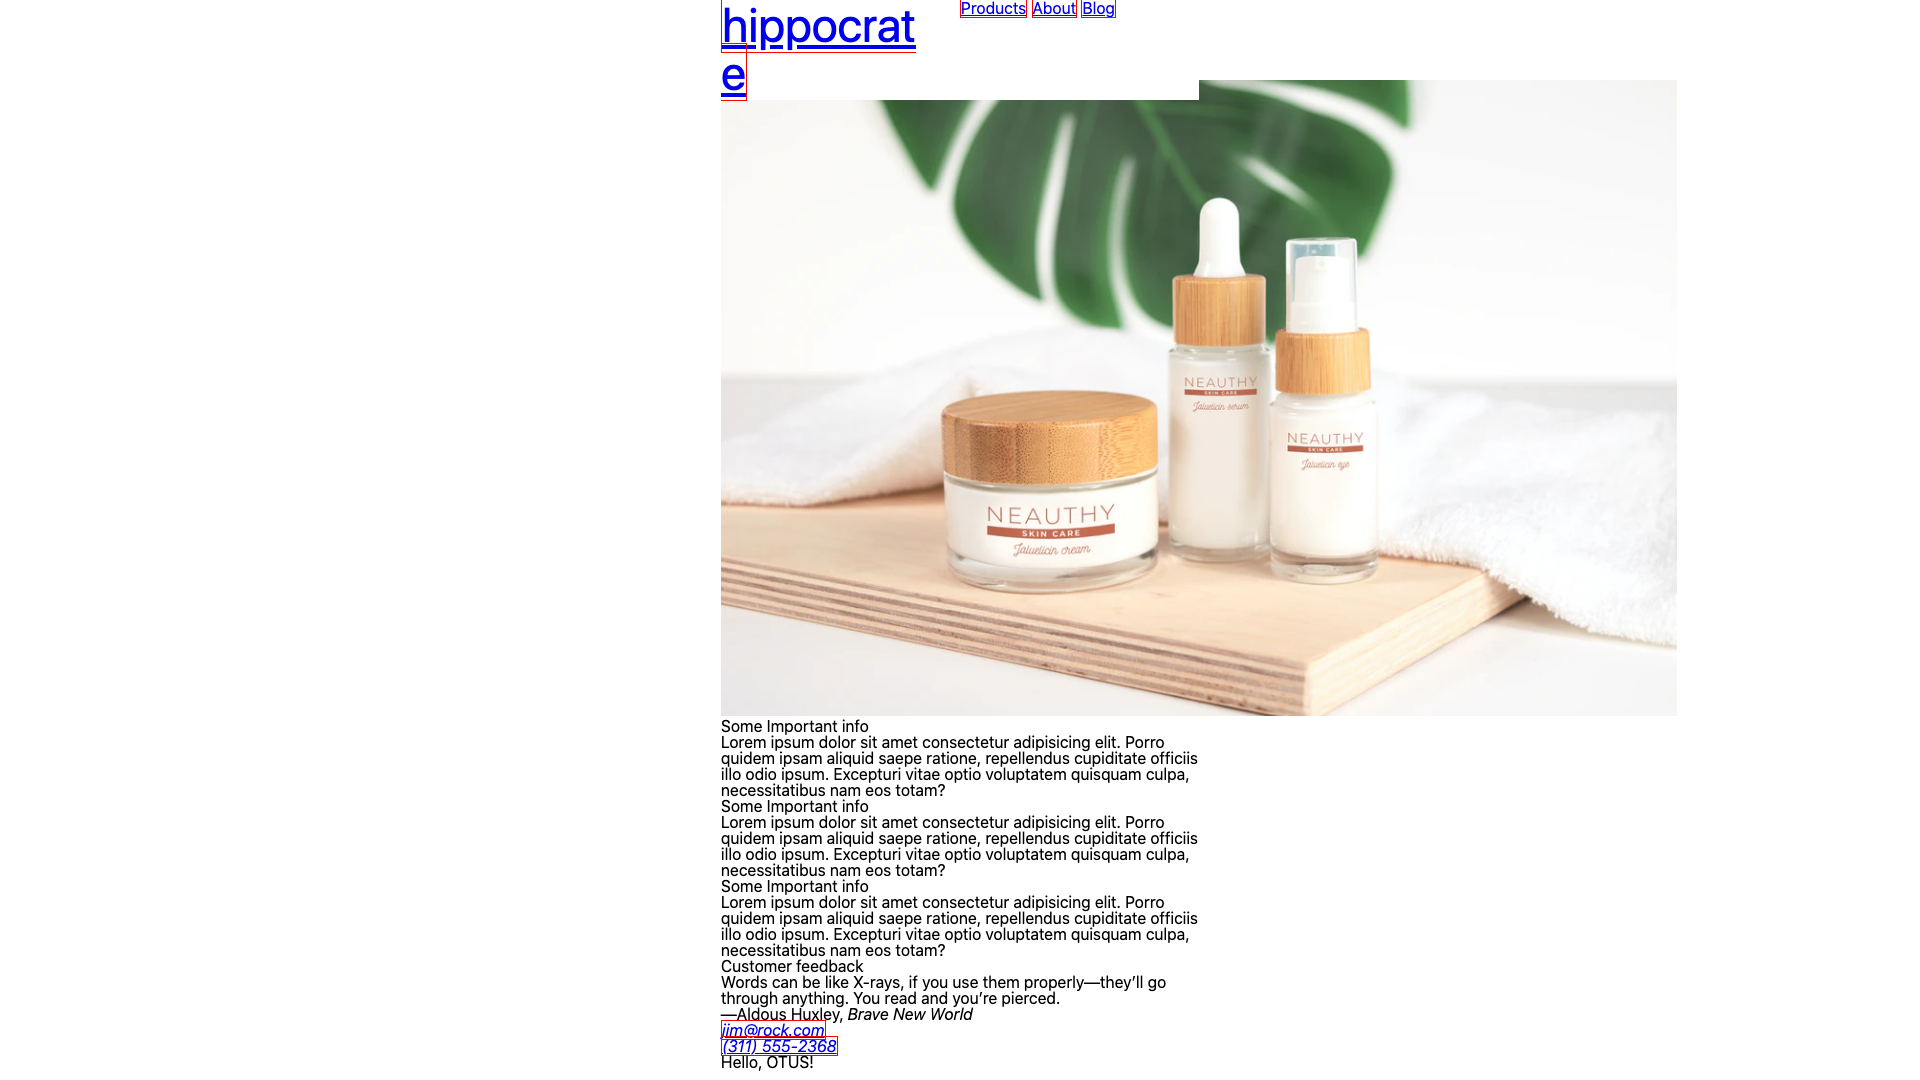 hippocrat
e
Products About Blog
NEAUTHY
SKIN CARE
Jaluelicin serum
NEAUTHY
SKIN CARE
Jaluelicin eye
NEAUTHY
SKIN CARE
Jaluelicin cream
Some Important info
Lorem ipsum dolor sit amet consectetur adipisicing elit. Porro
quidem ipsam aliquid saepe ratione, repellendus cupiditate officiis
illo odio ipsum. Excepturi vitae optio voluptatem quisquam culpa,
necessitatibus nam eos totam?
Some Important info
Lorem ipsum dolor sit amet consectetur adipisicing elit. Porro
quidem ipsam aliquid saepe ratione, repellendus cupiditate officiis
illo odio ipsum. Excepturi vitae optio voluptatem quisquam culpa,
necessitatibus nam eos totam?
Some Important info
Lorem ipsum dolor sit amet consectetur adipisicing elit. Porro
quidem ipsam aliquid saepe ratione, repellendus cupiditate officiis
illo odio ipsum. Excepturi vitae optio voluptatem quisquam culpa,
necessitatibus nam eos totam?
Customer feedback
Words can be like X-rays, if you use them properly—they’ll go
through anything. You read and you’re pierced.
—Aldous Huxley, Brave New World
jim@rock.com
(311) 555-2368
Hello, OTUS!